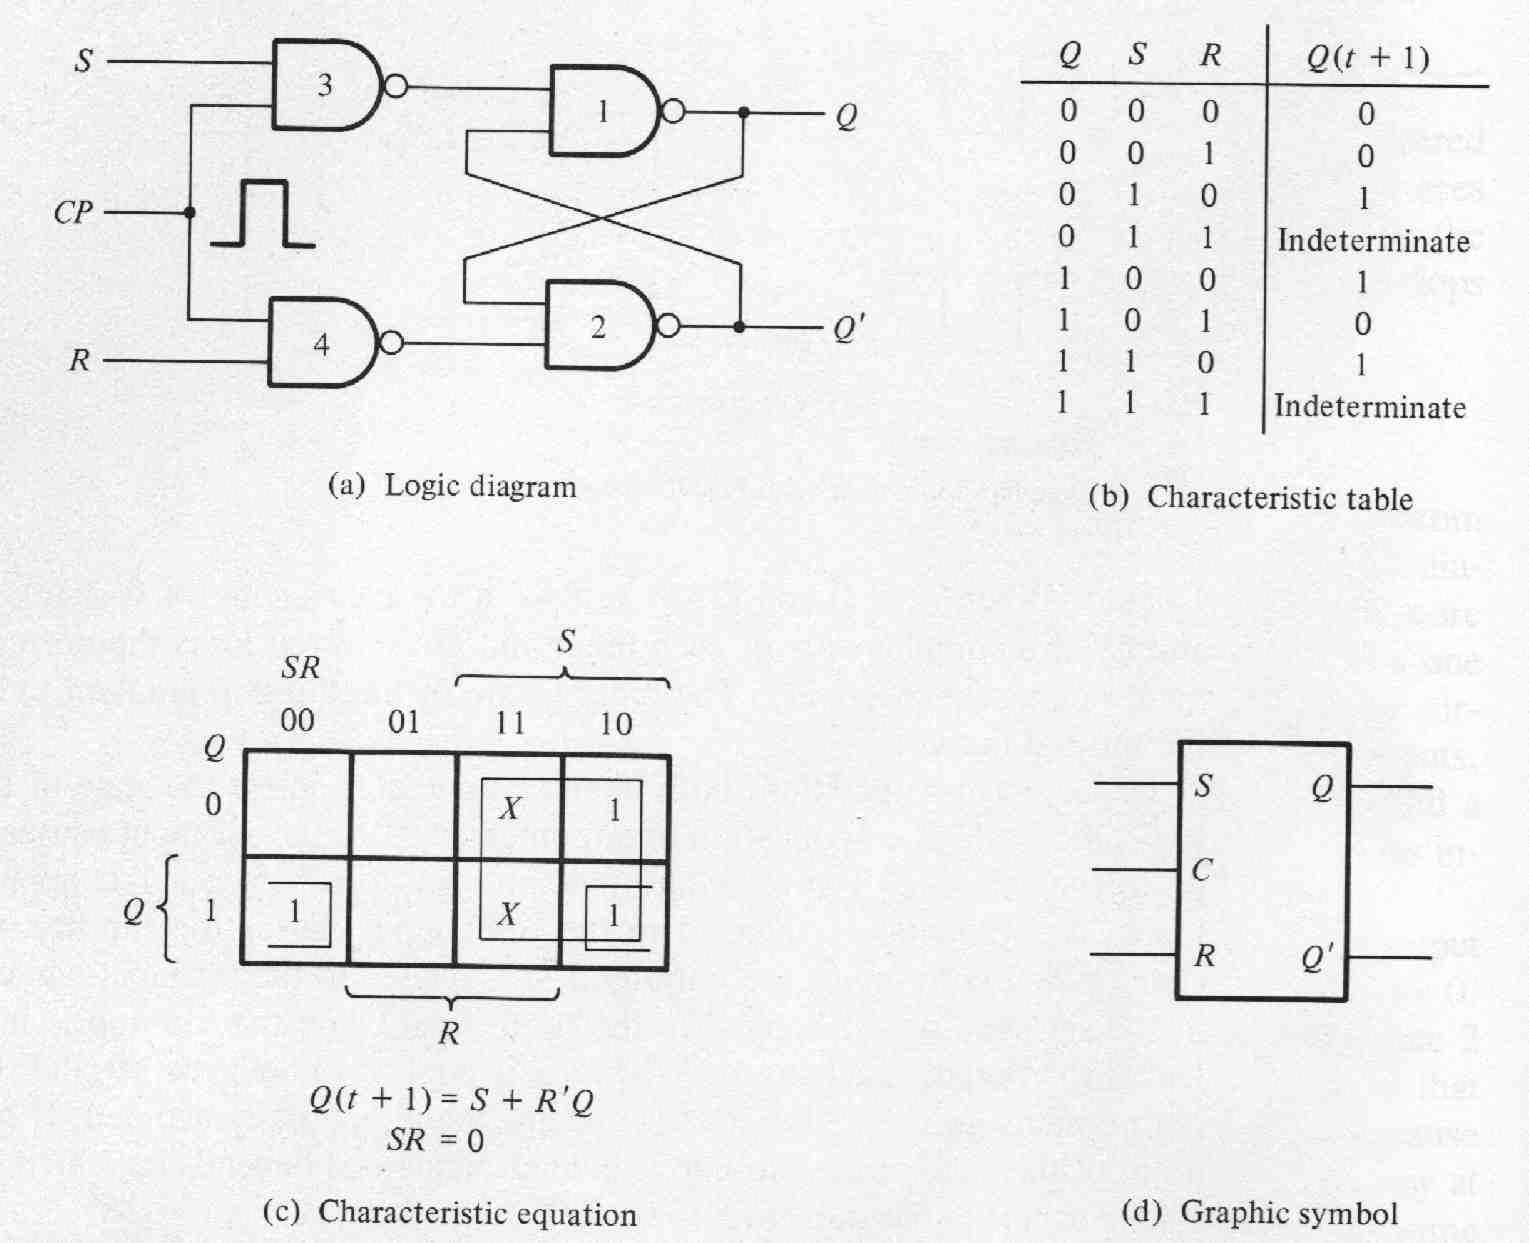 S
3
1
Q
CP
4
2
Q'
R
(a) Logic diagram
Q S R Q(t + 1)
0 0 0 0
0 0 1 0
0 1 0 1
0 1 1 Indeterminate
1 0 0 1
1 0 1 0
1 1 0 1
1 1 1 Indeterminate
(b) Characteristic table
S
SR
00 01 11 10
Q
0 X 1
Q 1 1 X 1
R
Q(t + 1) = S + R'Q
SR = 0
(c) Characteristic equation
S Q
C
R Q'
(d) Graphic symbol